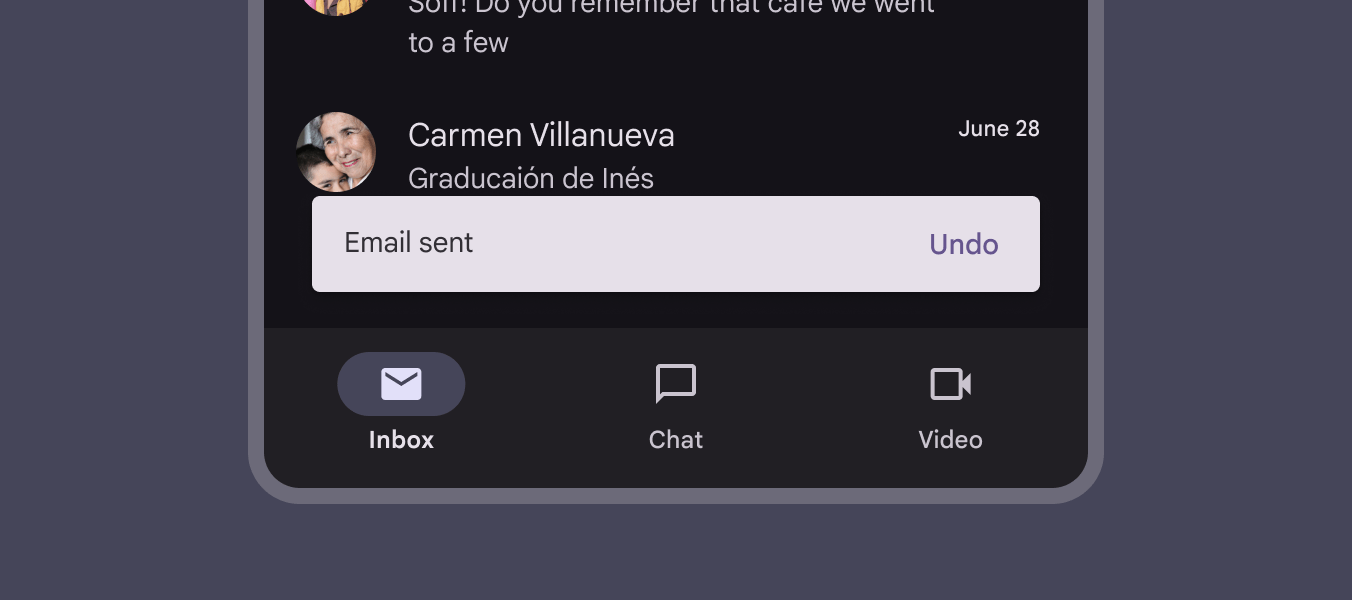 Sofi! Do you remember that café we went
to a few
Carmen Villanueva
June 28
Graducaión de Inés
Email sent
Undo
Inbox
Chat
Video